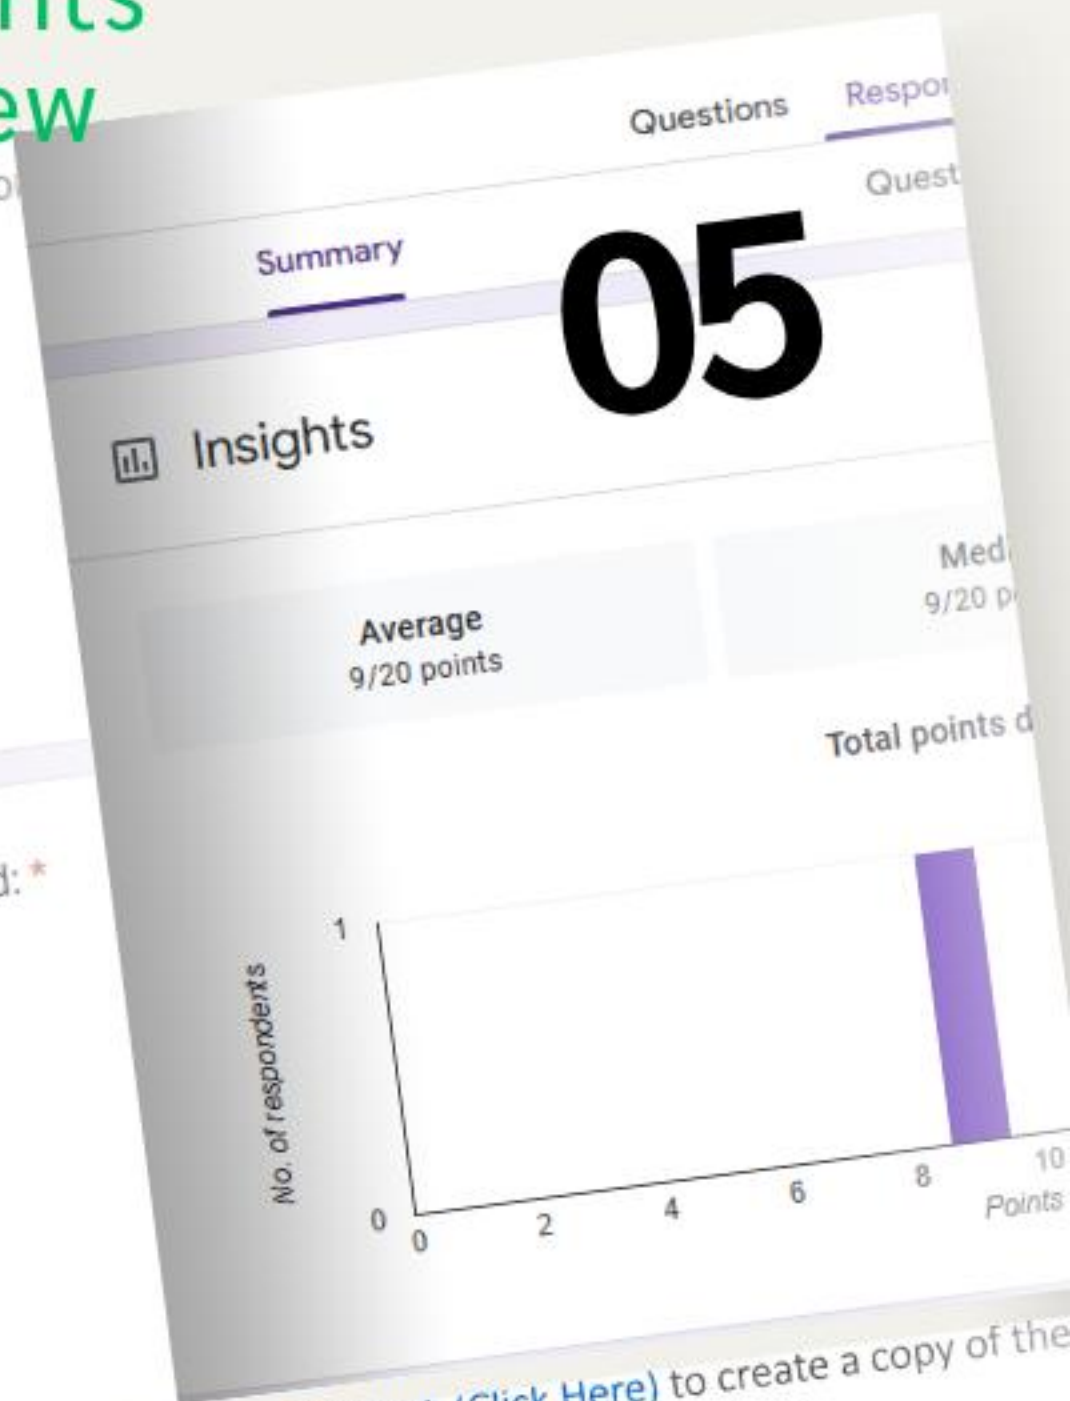 Questions
Summary
05
Insights
Average
9/20 points
9/20
Total points
1
No. of respondents
0
0
2
4
6
8
10
Points
(Click Here) to create a copy of the